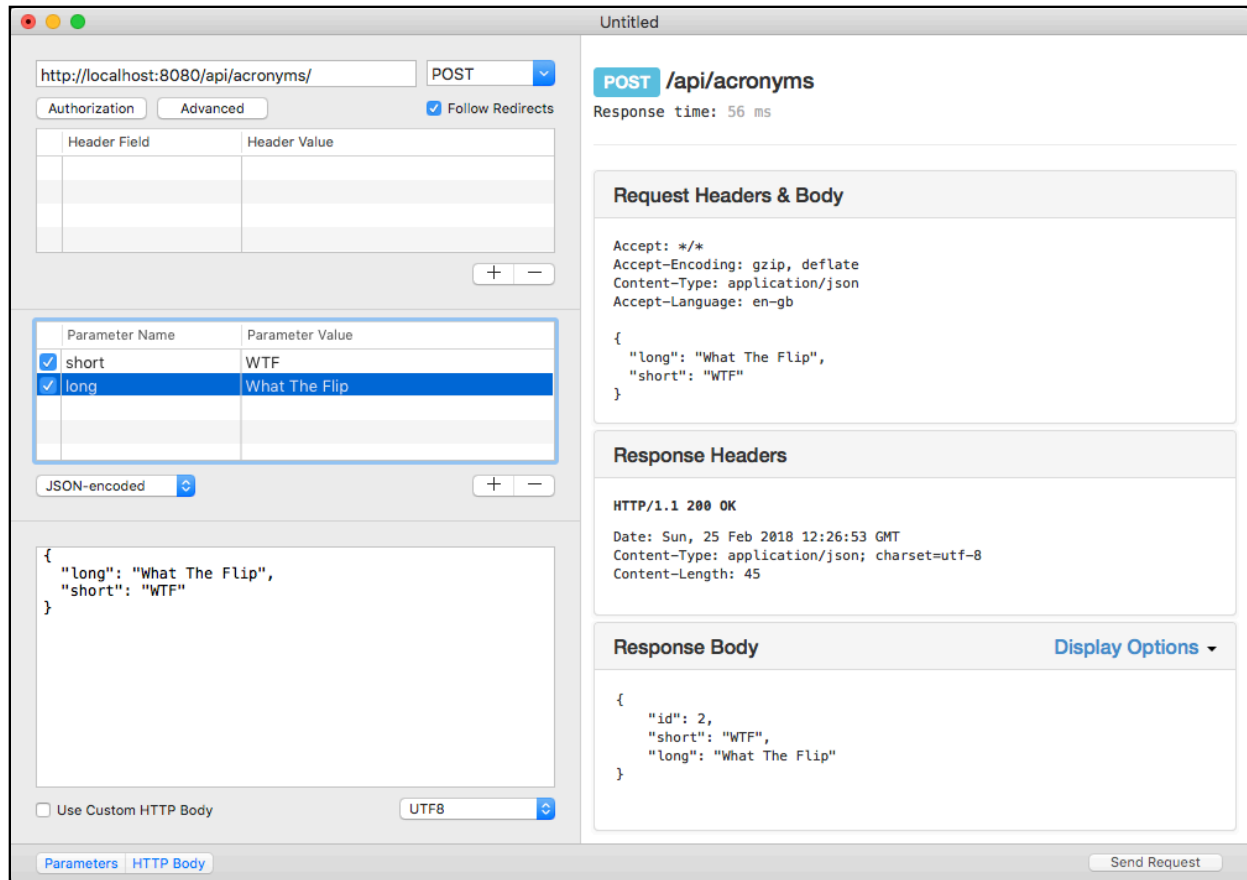 Untitled
http://localhost:8080/api/acronyms/ POST
Authorization Advanced Follow Redirects
Header Field Header Value
+ −
Parameter Name Parameter Value
short WTF
long What The Flip
JSON-encoded + −
{
"long": "What The Flip",
"short": "WTF"
}
Use Custom HTTP Body UTF8
Parameters HTTP Body
POST /api/acronyms
Response time: 56 ms
Request Headers & Body
Accept: */*
Accept-Encoding: gzip, deflate
Content-Type: application/json
Accept-Language: en-gb
{
"long": "What The Flip",
"short": "WTF"
}
Response Headers
HTTP/1.1 200 OK
Date: Sun, 25 Feb 2018 12:26:53 GMT
Content-Type: application/json; charset=utf-8
Content-Length: 45
Response Body Display Options
{
"id": 2,
"short": "WTF",
"long": "What The Flip"
}
Send Request